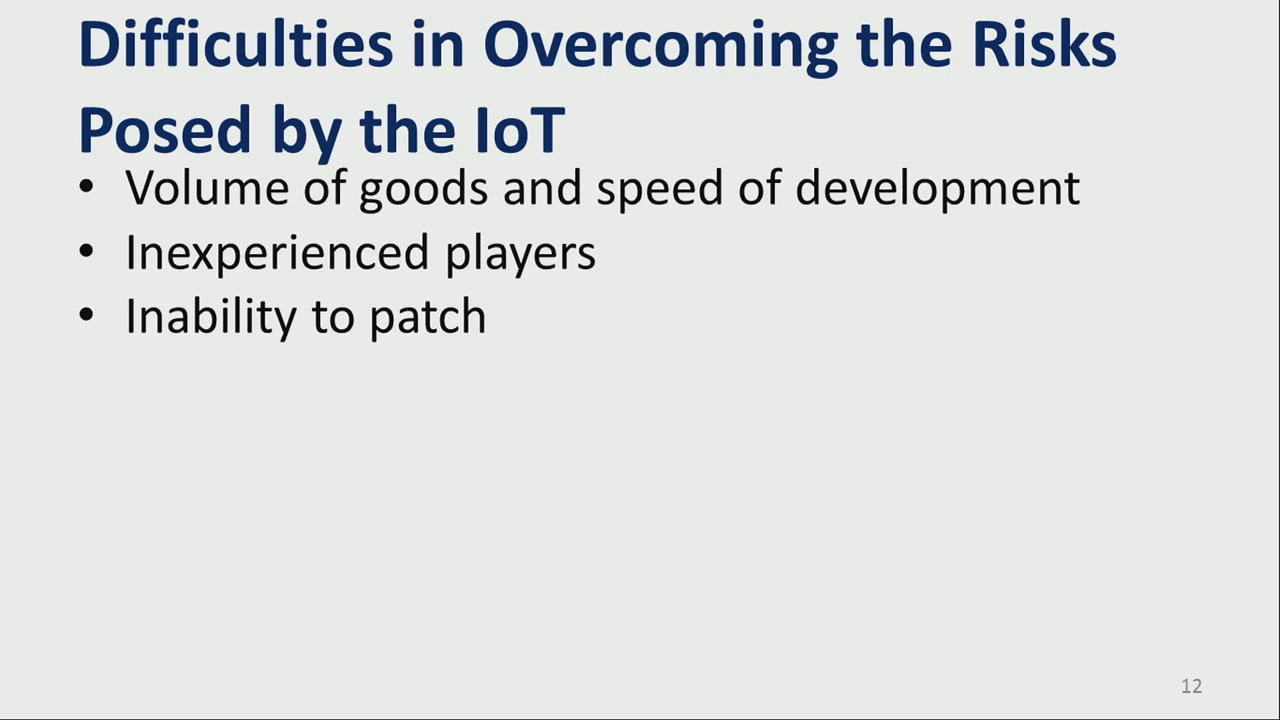 Difficulties in Overcoming the Risks
Posed by the IoT
• Volume of goods and speed of development
• Inexperienced players
• Inability to patch
12